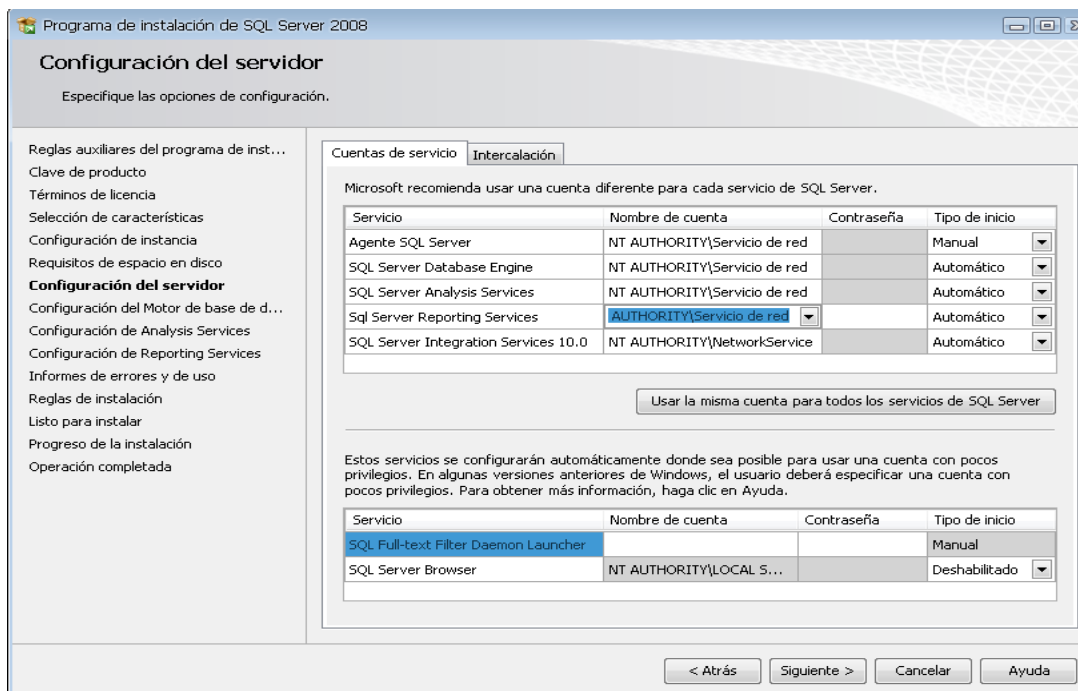 Programa de instalación de SQL Server 2008
Configuración del servidor
Especifique las opciones de configuración.
Reglas auxiliares del programa de inst...
Clave de producto
Términos de licencia
Selección de características
Configuración de instancia
Requisitos de espacio en disco
Configuración del servidor
Configuración del Motor de base de d...
Configuración de Analysis Services
Configuración de Reporting Services
Informes de errores y de uso
Reglas de instalación
Listo para instalar
Progreso de la instalación
Operación completada
Cuentas de servicio Intercalación
Microsoft recomienda usar una cuenta diferente para cada servicio de SQL Server.
Servicio Nombre de cuenta Contraseña Tipo de inicio
Agente SQL Server NT AUTHORITY\Servicio de red Manual
SQL Server Database Engine NT AUTHORITY\Servicio de red Automático
SQL Server Analysis Services NT AUTHORITY\Servicio de red Automático
Sql Server Reporting Services AUTHORITY\Servicio de red Automático
SQL Server Integration Services 10.0 NT AUTHORITY\NetworkService Automático
Usar la misma cuenta para todos los servicios de SQL Server
Estos servicios se configurarán automáticamente donde sea posible para usar una cuenta con pocos
privilegios. En algunas versiones anteriores de Windows, el usuario deberá especificar una cuenta con
pocos privilegios. Para obtener más información, haga clic en Ayuda.
Servicio Nombre de cuenta Contraseña Tipo de inicio
SQL Full-text Filter Daemon Launcher Manual
SQL Server Browser NT AUTHORITY\LOCAL S... Deshabilitado
< Atrás Siguiente > Cancelar Ayuda